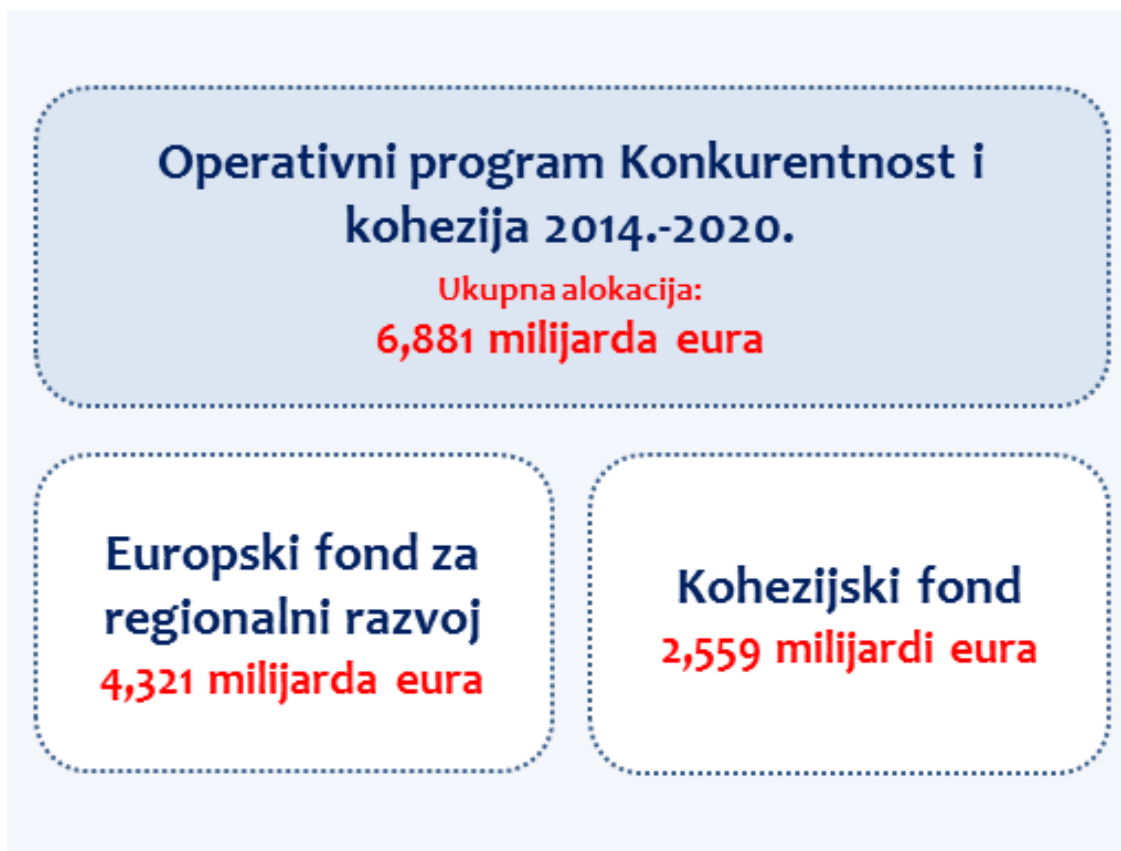 Operativni program Konkurentnost i
kohezija 2014.-2020.
Ukupna alokacija:
6,881 milijarda eura
Europski fond za
regionalni razvoj
4,321 milijarda eura
Kohezijski fond
2,559 milijardi eura